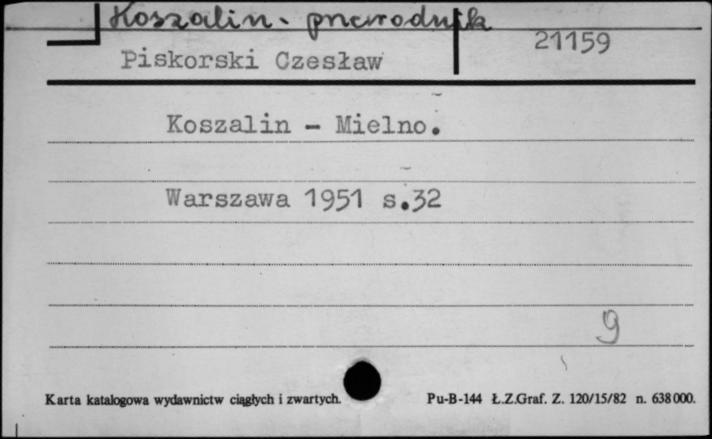 Koszalin - przewodnik
21159
Piskorski Czesław
Koszalin - Mielno.
Warszawa 1951 s.32
9
Karta katalogowa wydawnictw ciągłych i zwartych. Pu-B-144 Ł.Z.Graf. Z. 120/15/82 n. 638000.